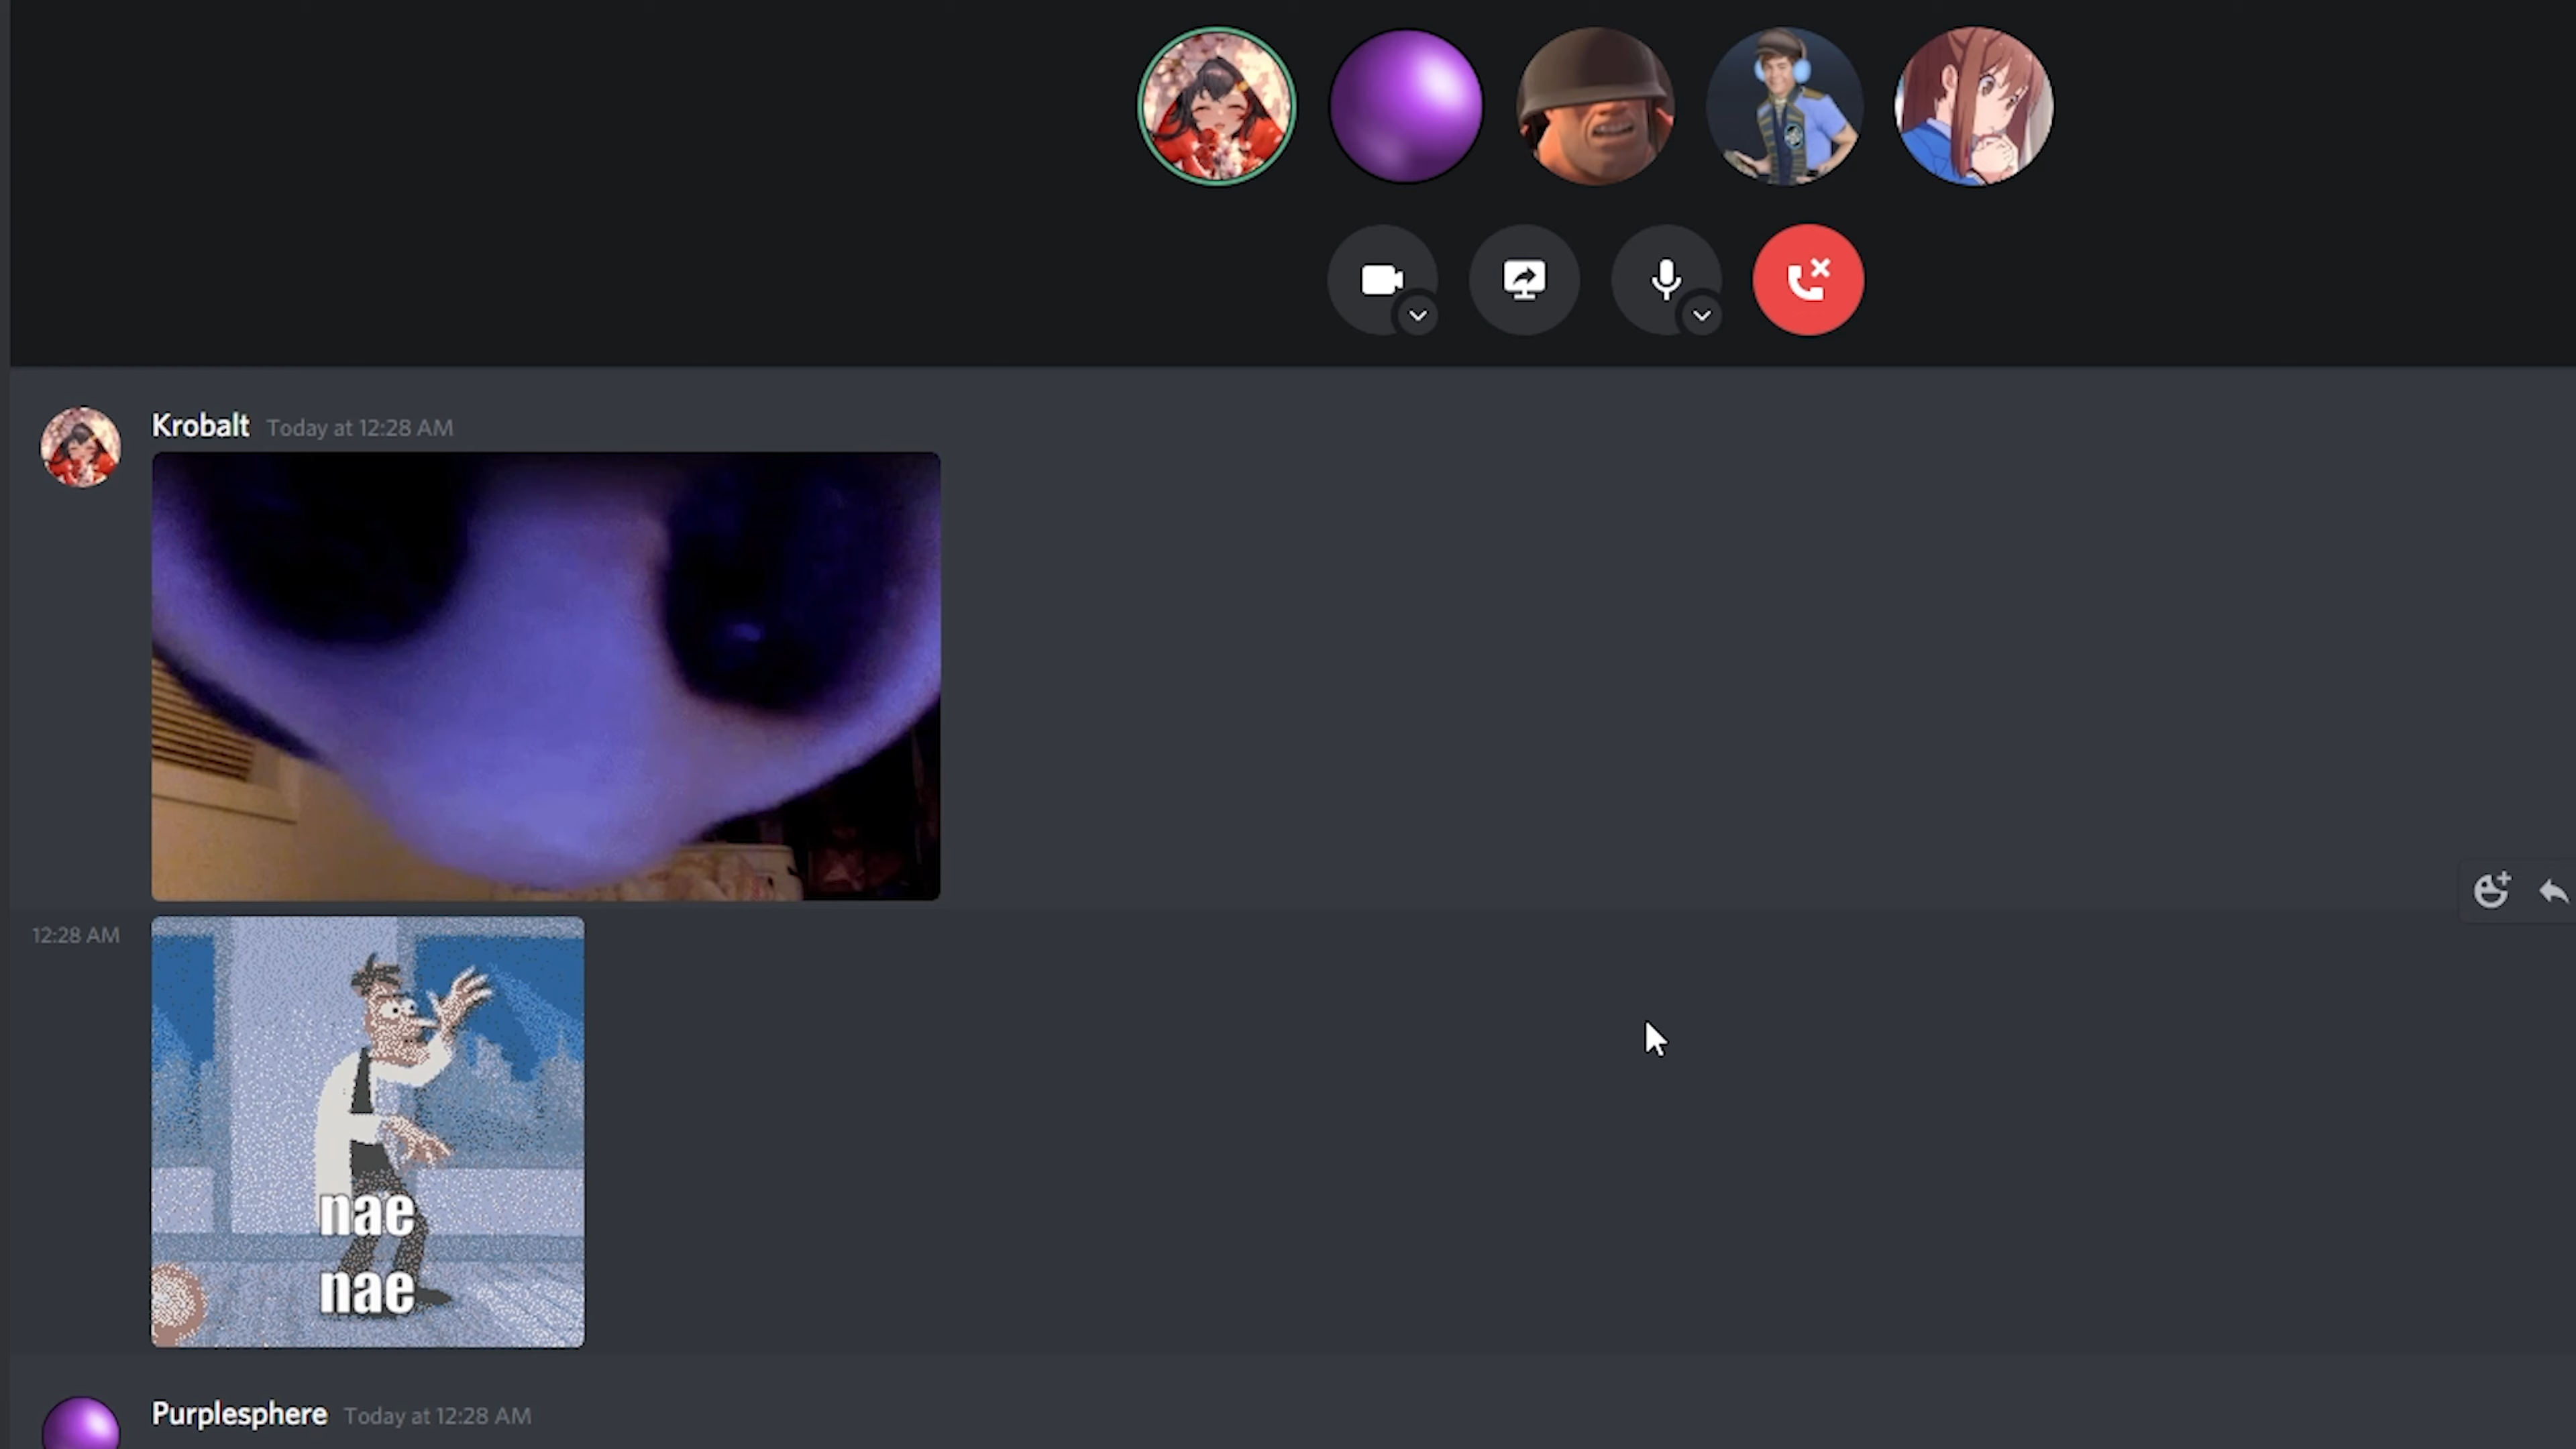 Krobalt Today at 12:28 AM
12:28 AM
nae
nae
Purplesphere Today at 12:28 AM